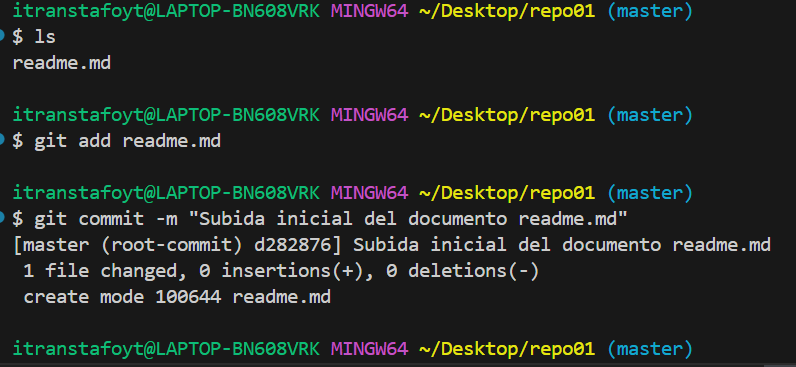 itranstafoyt@LAPTOP-BN608VRK MINGW64 ~/Desktop/repo01 (master)
$ ls
readme.md
itranstafoyt@LAPTOP-BN608VRK MINGW64 ~/Desktop/repo01 (master)
$ git add readme.md
itranstafoyt@LAPTOP-BN608VRK MINGW64 ~/Desktop/repo01 (master)
$ git commit -m "Subida inicial del documento readme.md"
[master (root-commit) d282876] Subida inicial del documento readme.md
 1 file changed, 0 insertions(+), 0 deletions(-)
 create mode 100644 readme.md
itranstafoyt@LAPTOP-BN608VRK MINGW64 ~/Desktop/repo01 (master)